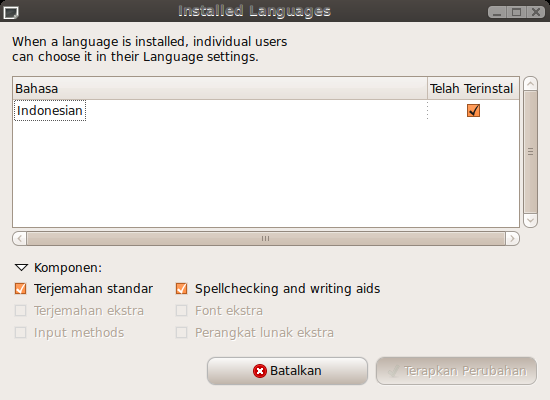 Installed Languages
When a language is installed, individual users
can choose it in their Language settings.
Bahasa Telah Terinstal
Indonesian
Komponen:
Terjemahan standar Spellchecking and writing aids
Terjemahan ekstra Font ekstra
Input methods Perangkat lunak ekstra
Batalkan Terapkan Perubahan